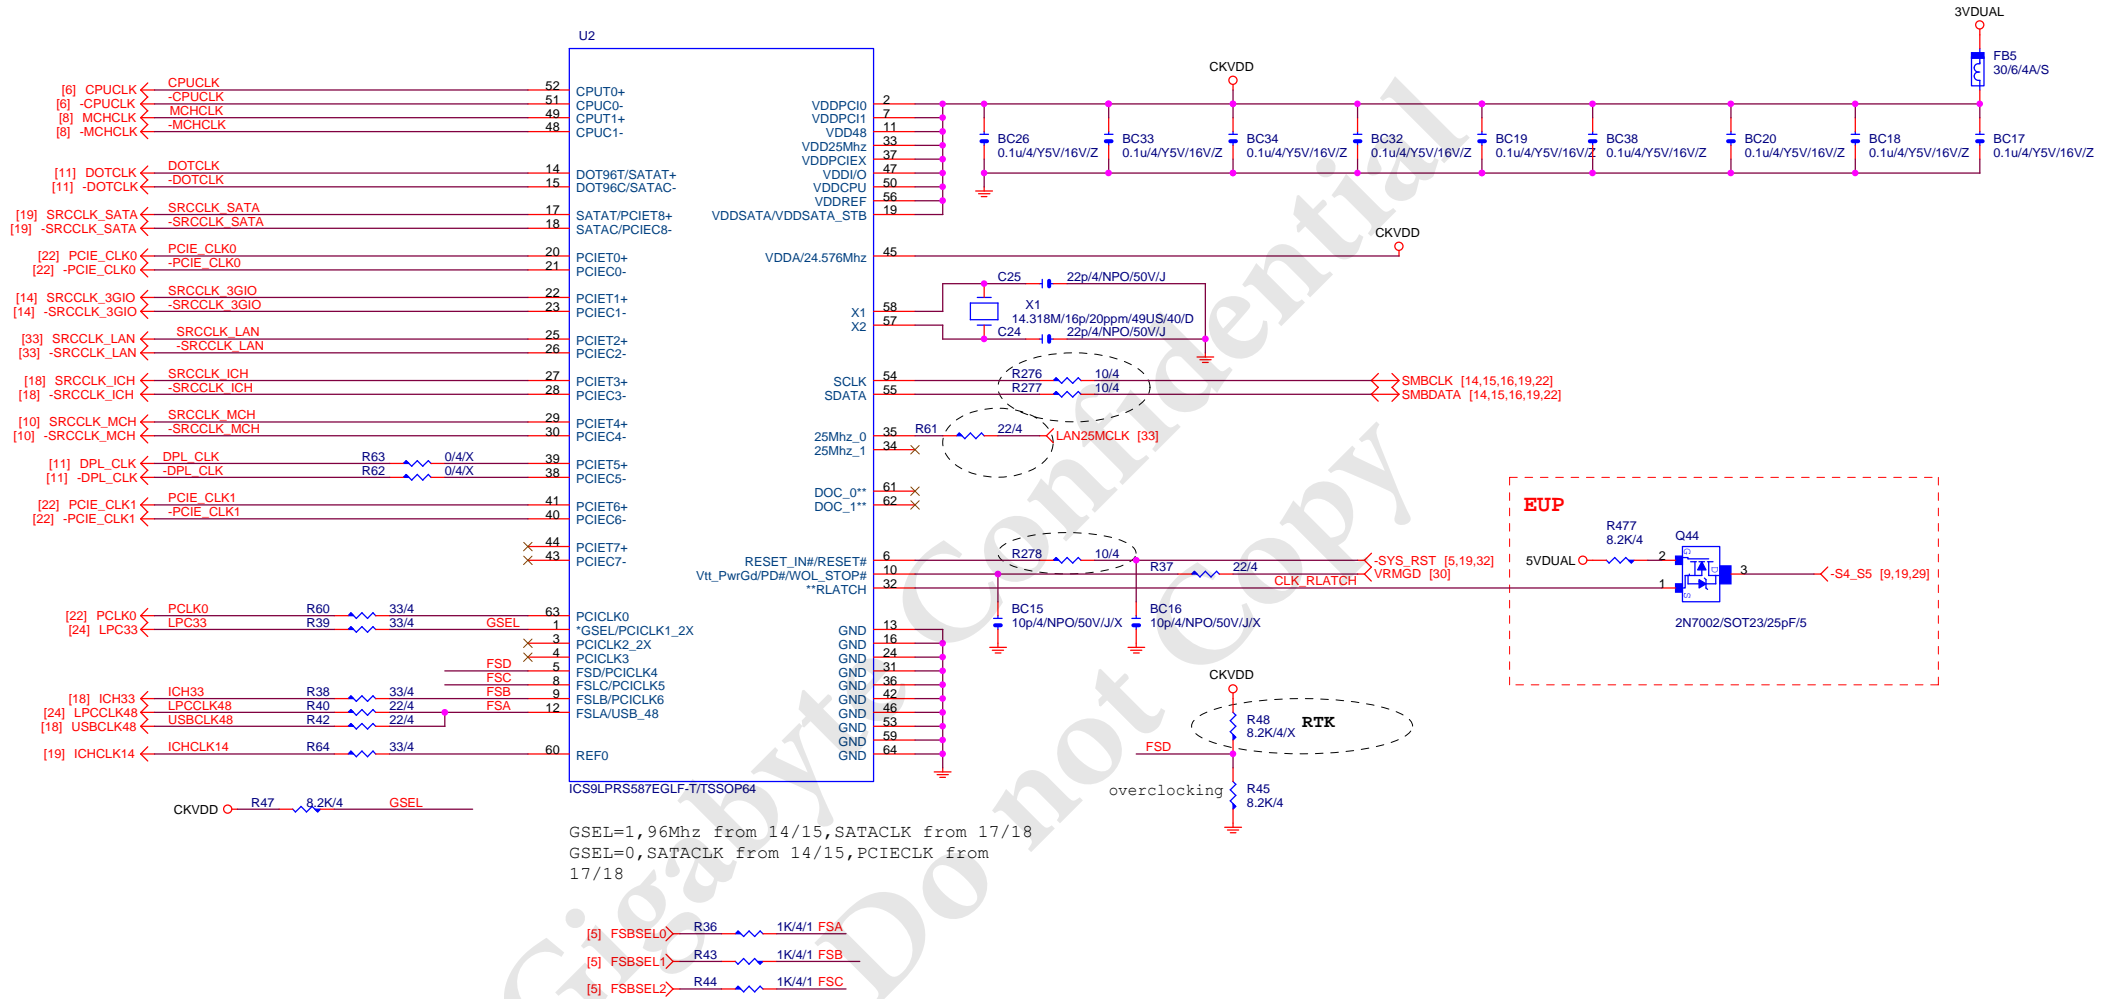 3VDUAL
U2
FB5
30/6/4A/S
CKVDD
[6] CPUCLK CPUCLK 52 CPUT0+
[6] -CPUCLK -CPUCLK 51 CPUC0-
[8] MCHCLK MCHCLK 49 CPUT1+
[8] -MCHCLK -MCHCLK 48 CPUC1-
[11] DOTCLK DOTCLK 14 DOT96T/SATAT+
[11] -DOTCLK -DOTCLK 15 DOT96C/SATAC-
[19] SRCCLK_SATA SRCCLK_SATA 17 SATAT/PCIET8+
[19] -SRCCLK_SATA -SRCCLK_SATA 18 SATAC/PCIEC8-
[22] PCIE_CLK0 PCIE_CLK0 20 PCIET0+
[22] -PCIE_CLK0 -PCIE_CLK0 21 PCIEC0-
[14] SRCCLK_3GIO SRCCLK_3GIO 22 PCIET1+
[14] -SRCCLK_3GIO -SRCCLK_3GIO 23 PCIEC1-
[33] SRCCLK_LAN SRCCLK_LAN 25 PCIET2+
[33] -SRCCLK_LAN -SRCCLK_LAN 26 PCIEC2-
[18] SRCCLK_ICH SRCCLK_ICH 27 PCIET3+
[18] -SRCCLK_ICH -SRCCLK_ICH 28 PCIEC3-
[10] SRCCLK_MCH SRCCLK_MCH 29 PCIET4+
[10] -SRCCLK_MCH -SRCCLK_MCH 30 PCIEC4-
[11] DPL_CLK DPL_CLK R63 0/4/X 39 PCIET5+
[11] -DPL_CLK -DPL_CLK R62 0/4/X 38 PCIEC5-
[22] PCIE_CLK1 PCIE_CLK1 41 PCIET6+
[22] -PCIE_CLK1 -PCIE_CLK1 40 PCIEC6-
44 PCIET7+
43 PCIEC7-
[22] PCLK0 PCLK0 R60 33/4 63 PCICLK0
[24] LPC33 LPC33 R39 33/4 GSEL 1 *GSEL/PCICLK1_2X
3 PCICLK2_2X
4 PCICLK3
FSD 5 FSD/PCICLK4
FSC 8 FSLC/PCICLK5
[18] ICH33 ICH33 R38 33/4 FSB 9 FSLB/PCICLK6
[24] LPCCLK48 LPCCLK48 R40 22/4 FSA 12 FSLA/USB_48
[18] USBCLK48 USBCLK48 R42 22/4
[19] ICHCLK14 ICHCLK14 R64 33/4 60 REF0
VDDPCI0 2
VDDPCI1 7
VDD48 11
VDD25Mhz 33
VDDPCIEX 37
VDDI/O 47
VDDCPU 50
VDDREF 56
VDDSATA/VDDSATA_STB 19
BC26 BC33 BC34 BC32 BC19 BC38 BC20 BC18 BC17
0.1u/4/Y5V/16V/Z 0.1u/4/Y5V/16V/Z 0.1u/4/Y5V/16V/Z 0.1u/4/Y5V/16V/Z 0.1u/4/Y5V/16V/Z 0.1u/4/Y5V/16V/Z 0.1u/4/Y5V/16V/Z 0.1u/4/Y5V/16V/Z 0.1u/4/Y5V/16V/Z
CKVDD
VDDA/24.576Mhz 45
C25 22p/4/NPO/50V/J
X1 58
X2 57
X1
14.318M/16p/20ppm/49US/40/D
C24 22p/4/NPO/50V/J
SCLK 54 R276 10/4 SMBCLK [14,15,16,19,22]
SDATA 55 R277 10/4 SMBDATA [14,15,16,19,22]
25Mhz_0 35 R61 22/4 LAN25MCLK [33]
25Mhz_1 34
DOC_0** 61
DOC_1** 62
RESET_IN#/RESET# 6 R278 10/4 -SYS_RST [5,19,32]
Vtt_PwrGd/PD#/WOL_STOP# 10 R37 22/4 VRMGD [30]
**RLATCH 32 CLK_RLATCH
BC15
10p/4/NPO/50V/J/X
BC16
10p/4/NPO/50V/J/X
GND 13
GND 16
GND 24
GND 31
GND 36
GND 42
GND 46
GND 53
GND 59
GND 64
EUP
R477
8.2K/4
5VDUAL
Q44
2 G
1 S
D 3
-S4_S5 [9,19,29]
2N7002/SOT23/25pF/5
CKVDD
R48
8.2K/4/X
RTK
FSD
overclocking
R45
8.2K/4
ICS9LPRS587EGLF-T/TSSOP64
CKVDD R47 8.2K/4 GSEL
GSEL=1,96Mhz from 14/15,SATACLK from 17/18
GSEL=0,SATACLK from 14/15,PCIECLK from
17/18
[5] FSBSEL0 R36 1K/4/1 FSA
[5] FSBSEL1 R43 1K/4/1 FSB
[5] FSBSEL2 R44 1K/4/1 FSC
Gigabyte Confidential
Do not Copy